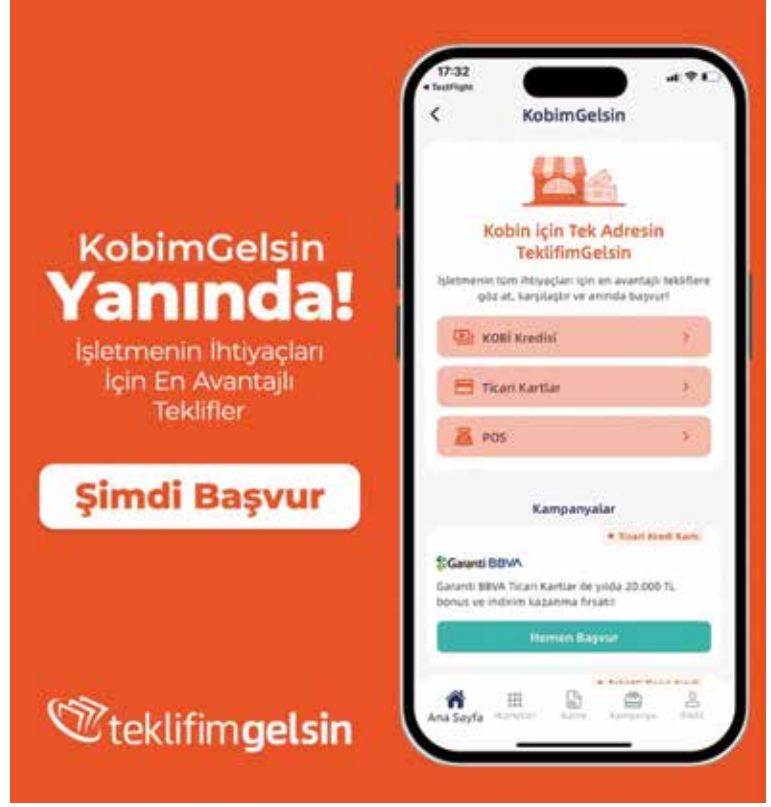 KobimGelsin
Yanında!
İşletmenin İhtiyaçları
İçin En Avantajlı
Teklifler
Şimdi Başvur
teklifimgelsin
17:32
TestFlight
KobimGelsin
Kobin için Tek Adresin
TeklifimGelsin
İşletmenin tüm ihtiyaçları için en avantajlı tekliflere
göz at, karşılaştır ve anında başvur!
KOBİ Kredisi
Ticari Kartlar
POS
Kampanyalar
Ticari Kredi Kartı
Garanti BBVA
Garanti BBVA Ticari Kartlar ile yılda 20.000 TL
bonus ve indirim kazanma fırsatı!
Hemen Başvur
Ana Sayfa
Kampanya